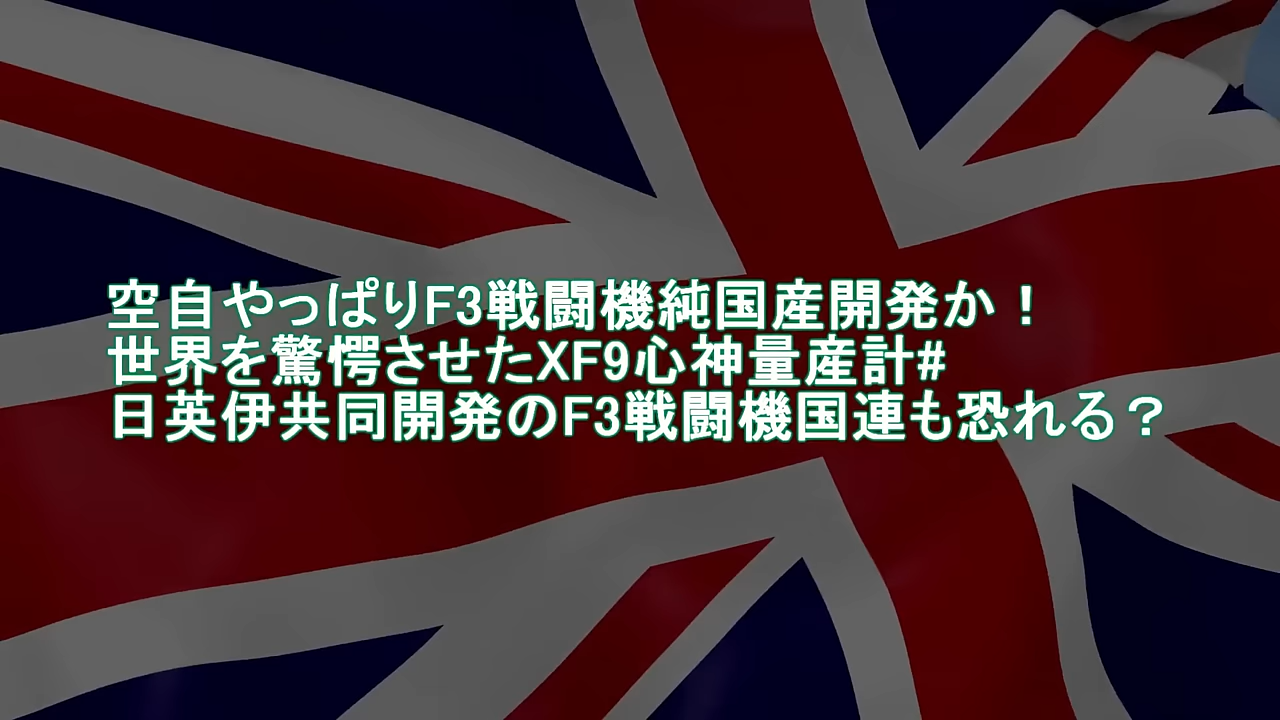 空自やっぱりF3戦闘機純国産開発か！
世界を驚愕させたXF9心神量産計#
日英伊共同開発のF3戦闘機国連も恐れる？